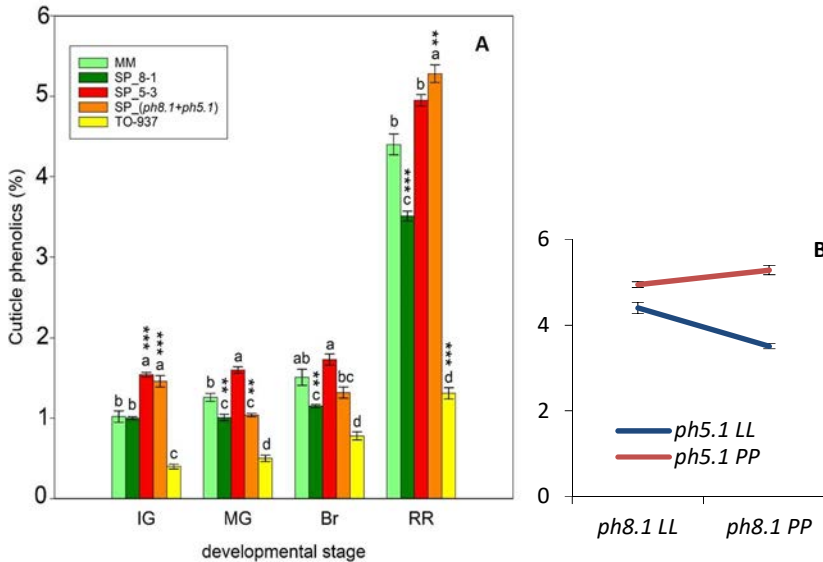 A
Cuticle phenolics (%)
6
5
4
3
2
1
0
MM
SP_8-1
SP_5-3
SP_(ph8.1+ph5.1)
TO-937
b b a *** a *** c
b c ** a c *** d
ab c ** a bc d
b c *** b a ** d ***
IG MG Br RR
developmental stage
B
6
4
2
0
ph5.1 LL
ph5.1 PP
ph8.1 LL ph8.1 PP